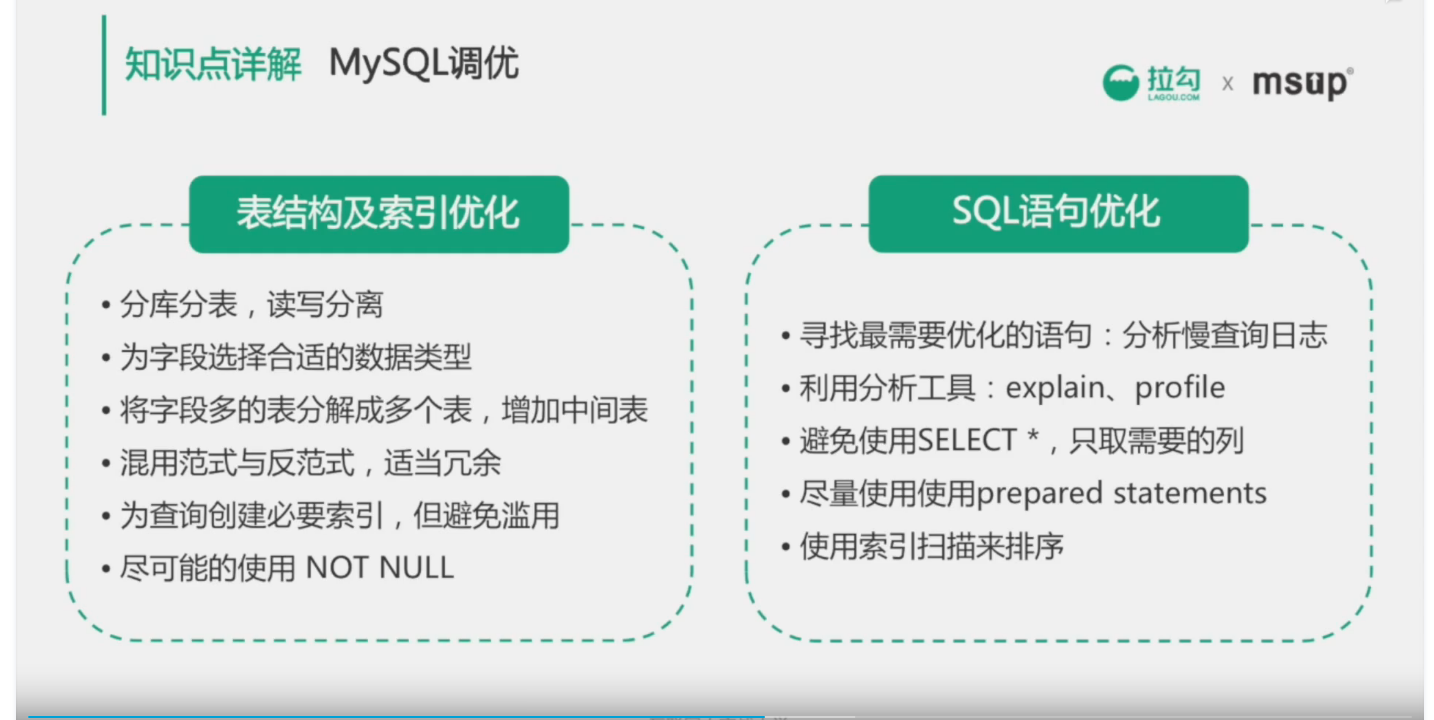 知识点详解 MySQL调优
拉勾 x msup®
LAGOU.COM
表结构及索引优化
• 分库分表，读写分离
• 为字段选择合适的数据类型
• 将字段多的表分解成多个表，增加中间表
• 混用范式与反范式，适当冗余
• 为查询创建必要索引，但避免滥用
• 尽可能的使用 NOT NULL
SQL语句优化
• 寻找最需要优化的语句：分析慢查询日志
• 利用分析工具：explain、profile
• 避免使用SELECT *，只取需要的列
• 尽量使用使用prepared statements
• 使用索引扫描来排序